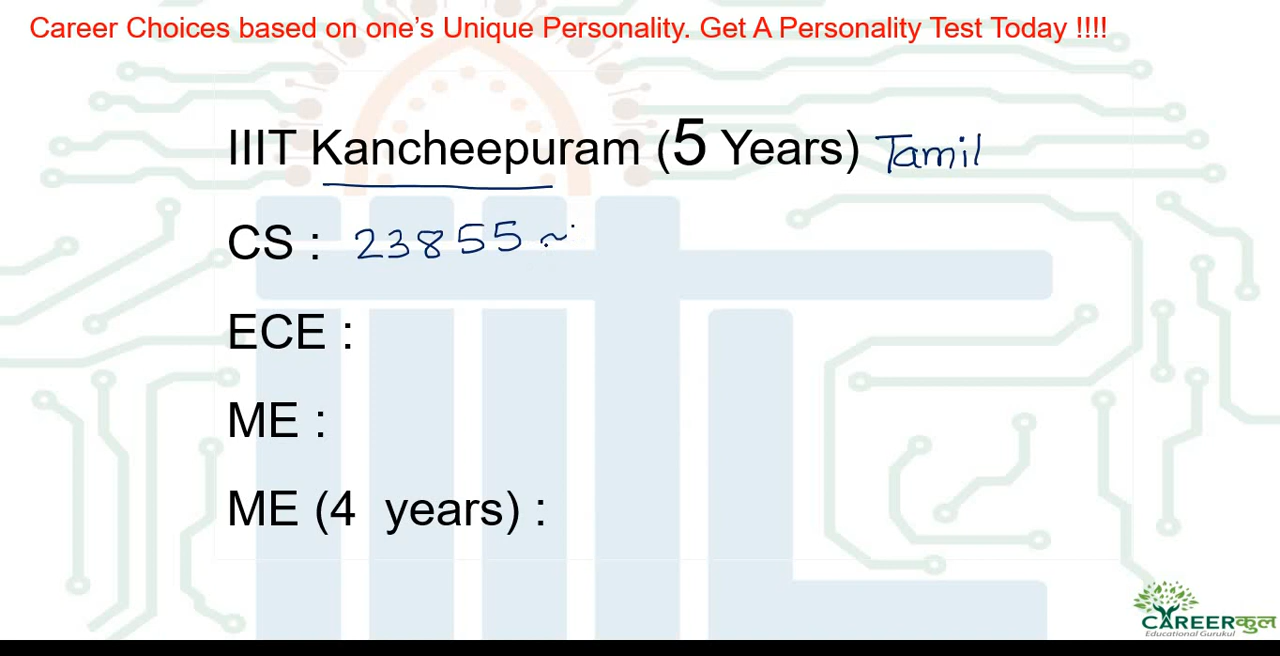 Career Choices based on one’s Unique Personality. Get A Personality Test Today !!!!
IIIT Kancheepuram (5 Years) Tamil
CS : 23855 ~
ECE :
ME :
ME (4 years) :
CAREERकुल
Educational Gurukul